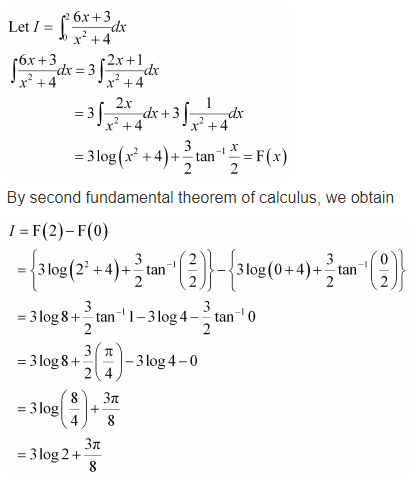 Let I = ∫₀² (6x+3)/(x²+4) dx
∫ (6x+3)/(x²+4) dx = 3∫ (2x+1)/(x²+4) dx
= 3∫ 2x/(x²+4) dx + 3∫ 1/(x²+4) dx
= 3 log(x²+4) + 3/2 tan⁻¹ x/2 = F(x)
By second fundamental theorem of calculus, we obtain
I = F(2) − F(0)
= {3 log(2²+4) + 3/2 tan⁻¹(2/2)} − {3 log(0+4) + 3/2 tan⁻¹(0/2)}
= 3 log 8 + 3/2 tan⁻¹ 1 − 3 log 4 − 3/2 tan⁻¹ 0
= 3 log 8 + 3/2 (π/4) − 3 log 4 − 0
= 3 log(8/4) + 3π/8
= 3 log 2 + 3π/8